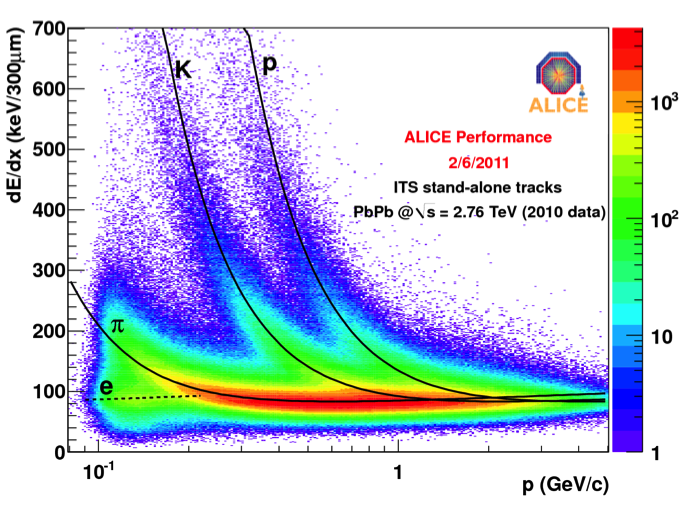 dE/dx (keV/300μm)
700
600
500
400
300
200
100
0
K
p
π
e
ALICE
ALICE Performance
2/6/2011
ITS stand-alone tracks
PbPb @√s = 2.76 TeV (2010 data)
10³
10²
10
1
10⁻¹
1
p (GeV/c)